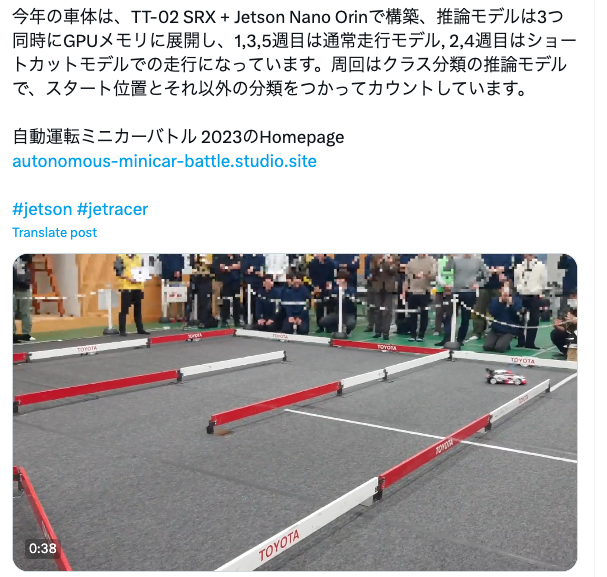 今年の車体は、TT-02 SRX + Jetson Nano Orinで構築、推論モデルは3つ
同時にGPUメモリに展開し、1,3,5週目は通常走行モデル, 2,4週目はショー
トカットモデルでの走行になっています。周回はクラス分類の推論モデル
で、スタート位置とそれ以外の分類をつかってカウントしています。
自動運転ミニカーバトル 2023のHomepage
autonomous-minicar-battle.studio.site
#jetson #jetracer
Translate post
TOYOTA
TOYOTA
TOYOTA
TOYOTA
TOYOTA
TOYOTA
0:38